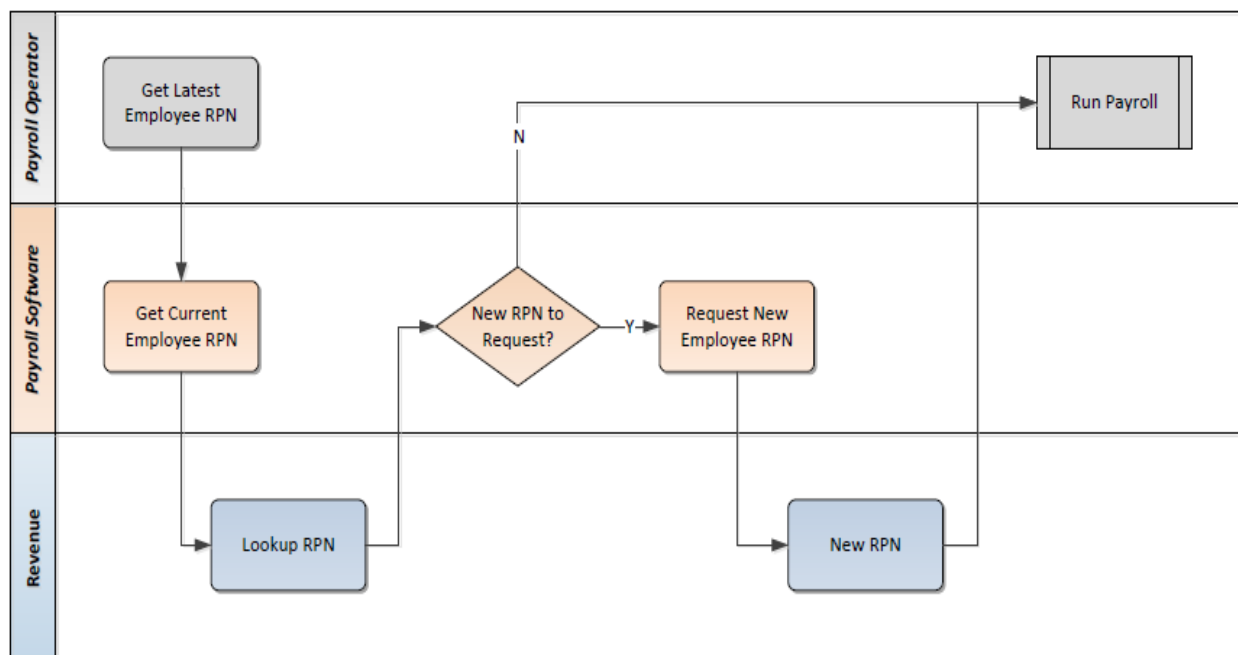 Payroll Operator
Get Latest
Employee RPN
N
Run Payroll
Payroll Software
Get Current
Employee RPN
New RPN to
Request?
Y
Request New
Employee RPN
Revenue
Lookup RPN
New RPN